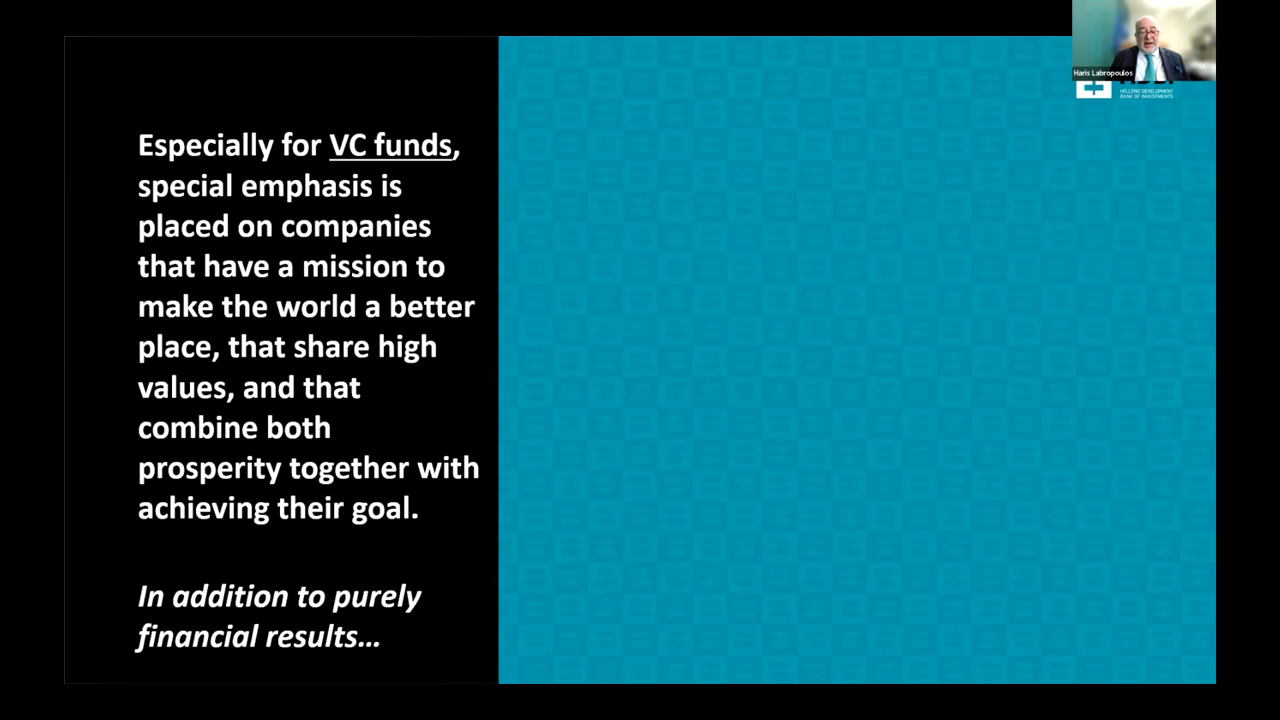 Especially for VC funds,
special emphasis is
placed on companies
that have a mission to
make the world a better
place, that share high
values, and that
combine both
prosperity together with
achieving their goal.
In addition to purely
financial results…
Haris Labropoulos
HELLENIC DEVELOPMENT
BANK OF INVESTMENTS